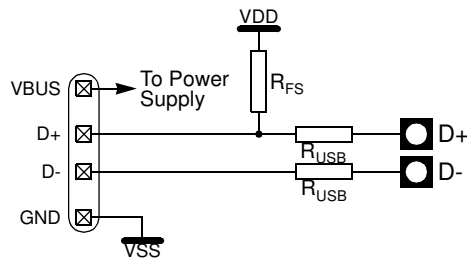 VDD
VBUS
To Power
Supply
RFS
D+
RUSB
D+
D-
RUSB
D-
GND
VSS